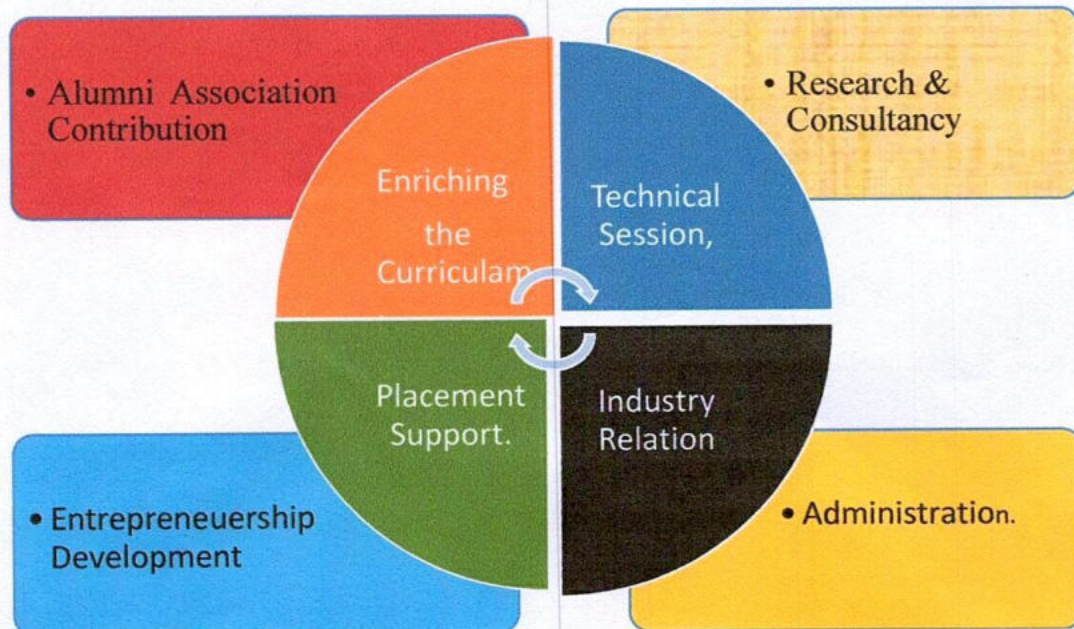 • Alumni Association
Contribution
• Research &
Consultancy
Enriching
the
Curriculam
Technical
Session,
Placement
Support.
Industry
Relation
• Entrepreneuership
Development
• Administration.